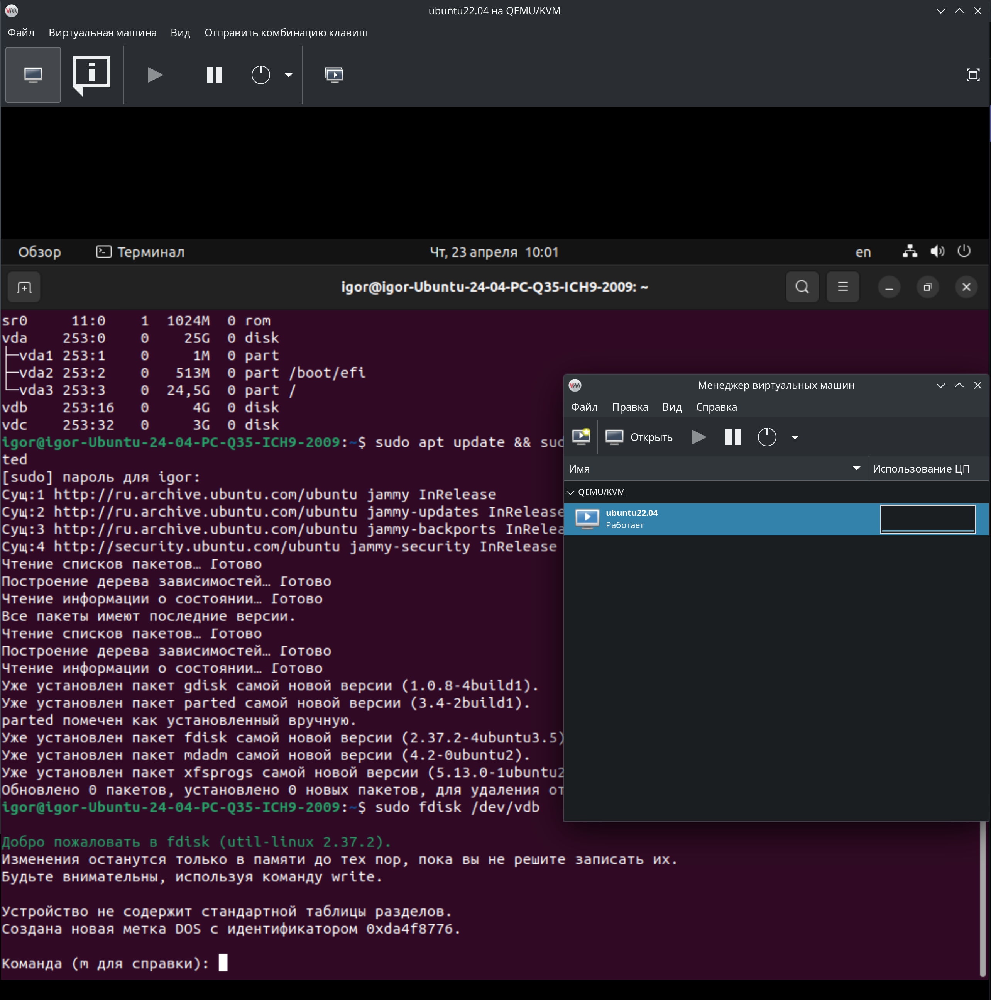 ubuntu22.04 на QEMU/KVM
Файл Виртуальная машина Вид Отправить комбинацию клавиш
Обзор Терминал Чт, 23 апреля 10:01 en
igor@igor-Ubuntu-24-04-PC-Q35-ICH9-2009: ~
sr0 11:0 1 1024M 0 rom
vda 253:0 0 25G 0 disk
├─vda1 253:1 0 1M 0 part
├─vda2 253:2 0 513M 0 part /boot/efi
└─vda3 253:3 0 24,5G 0 part /
vdb 253:16 0 4G 0 disk
vdc 253:32 0 3G 0 disk
igor@igor-Ubuntu-24-04-PC-Q35-ICH9-2009:~$ sudo apt update && sud
ted
[sudo] пароль для igor:
Сущ:1 http://ru.archive.ubuntu.com/ubuntu jammy InRelease
Сущ:2 http://ru.archive.ubuntu.com/ubuntu jammy-updates InRelease
Сущ:3 http://ru.archive.ubuntu.com/ubuntu jammy-backports InRelea
Сущ:4 http://security.ubuntu.com/ubuntu jammy-security InRelease
Чтение списков пакетов… Готово
Построение дерева зависимостей… Готово
Чтение информации о состоянии… Готово
Все пакеты имеют последние версии.
Чтение списков пакетов… Готово
Построение дерева зависимостей… Готово
Чтение информации о состоянии… Готово
Уже установлен пакет gdisk самой новой версии (1.0.8-4build1).
Уже установлен пакет parted самой новой версии (3.4-2build1).
parted помечен как установленный вручную.
Уже установлен пакет fdisk самой новой версии (2.37.2-4ubuntu3.5)
Уже установлен пакет mdadm самой новой версии (4.2-0ubuntu2).
Уже установлен пакет xfsprogs самой новой версии (5.13.0-1ubuntu2
Обновлено 0 пакетов, установлено 0 новых пакетов, для удаления от
igor@igor-Ubuntu-24-04-PC-Q35-ICH9-2009:~$ sudo fdisk /dev/vdb
Добро пожаловать в fdisk (util-linux 2.37.2).
Изменения останутся только в памяти до тех пор, пока вы не решите записать их.
Будьте внимательны, используя команду write.
Устройство не содержит стандартной таблицы разделов.
Создана новая метка DOS с идентификатором 0xda4f8776.
Команда (m для справки):
Менеджер виртуальных машин
Файл Правка Вид Справка
Открыть
Имя Использование ЦП
QEMU/KVM
ubuntu22.04
Работает